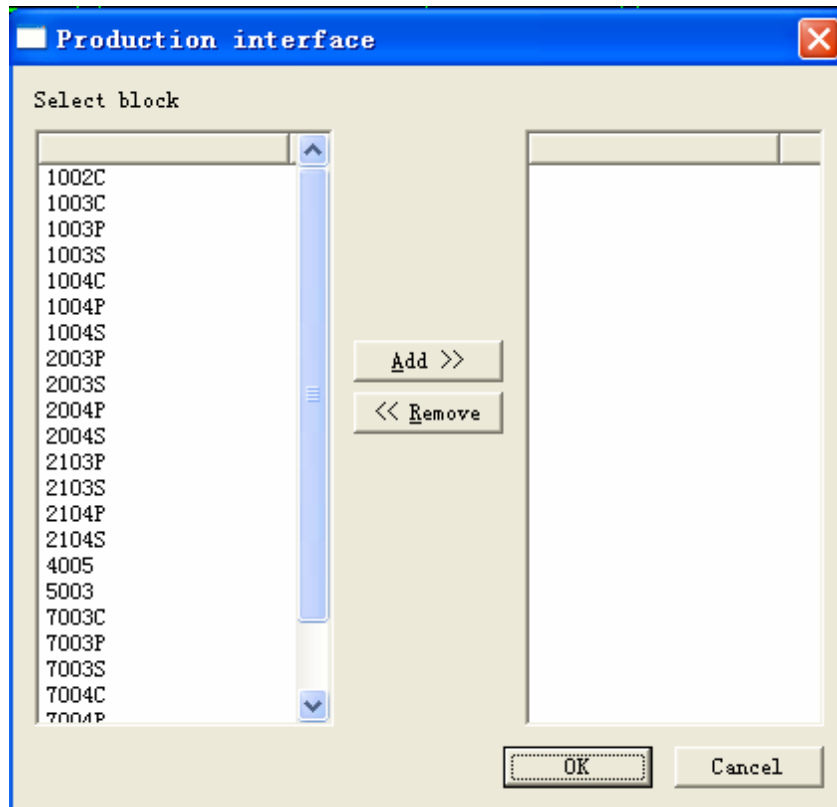 Production interface
Select block
1002C
1003C
1003P
1003S
1004C
1004P
1004S
2003P
2003S
2004P
2004S
2103P
2103S
2104P
2104S
4005
5003
7003C
7003P
7003S
7004C
7004P
Add >>
<< Remove
OK
Cancel